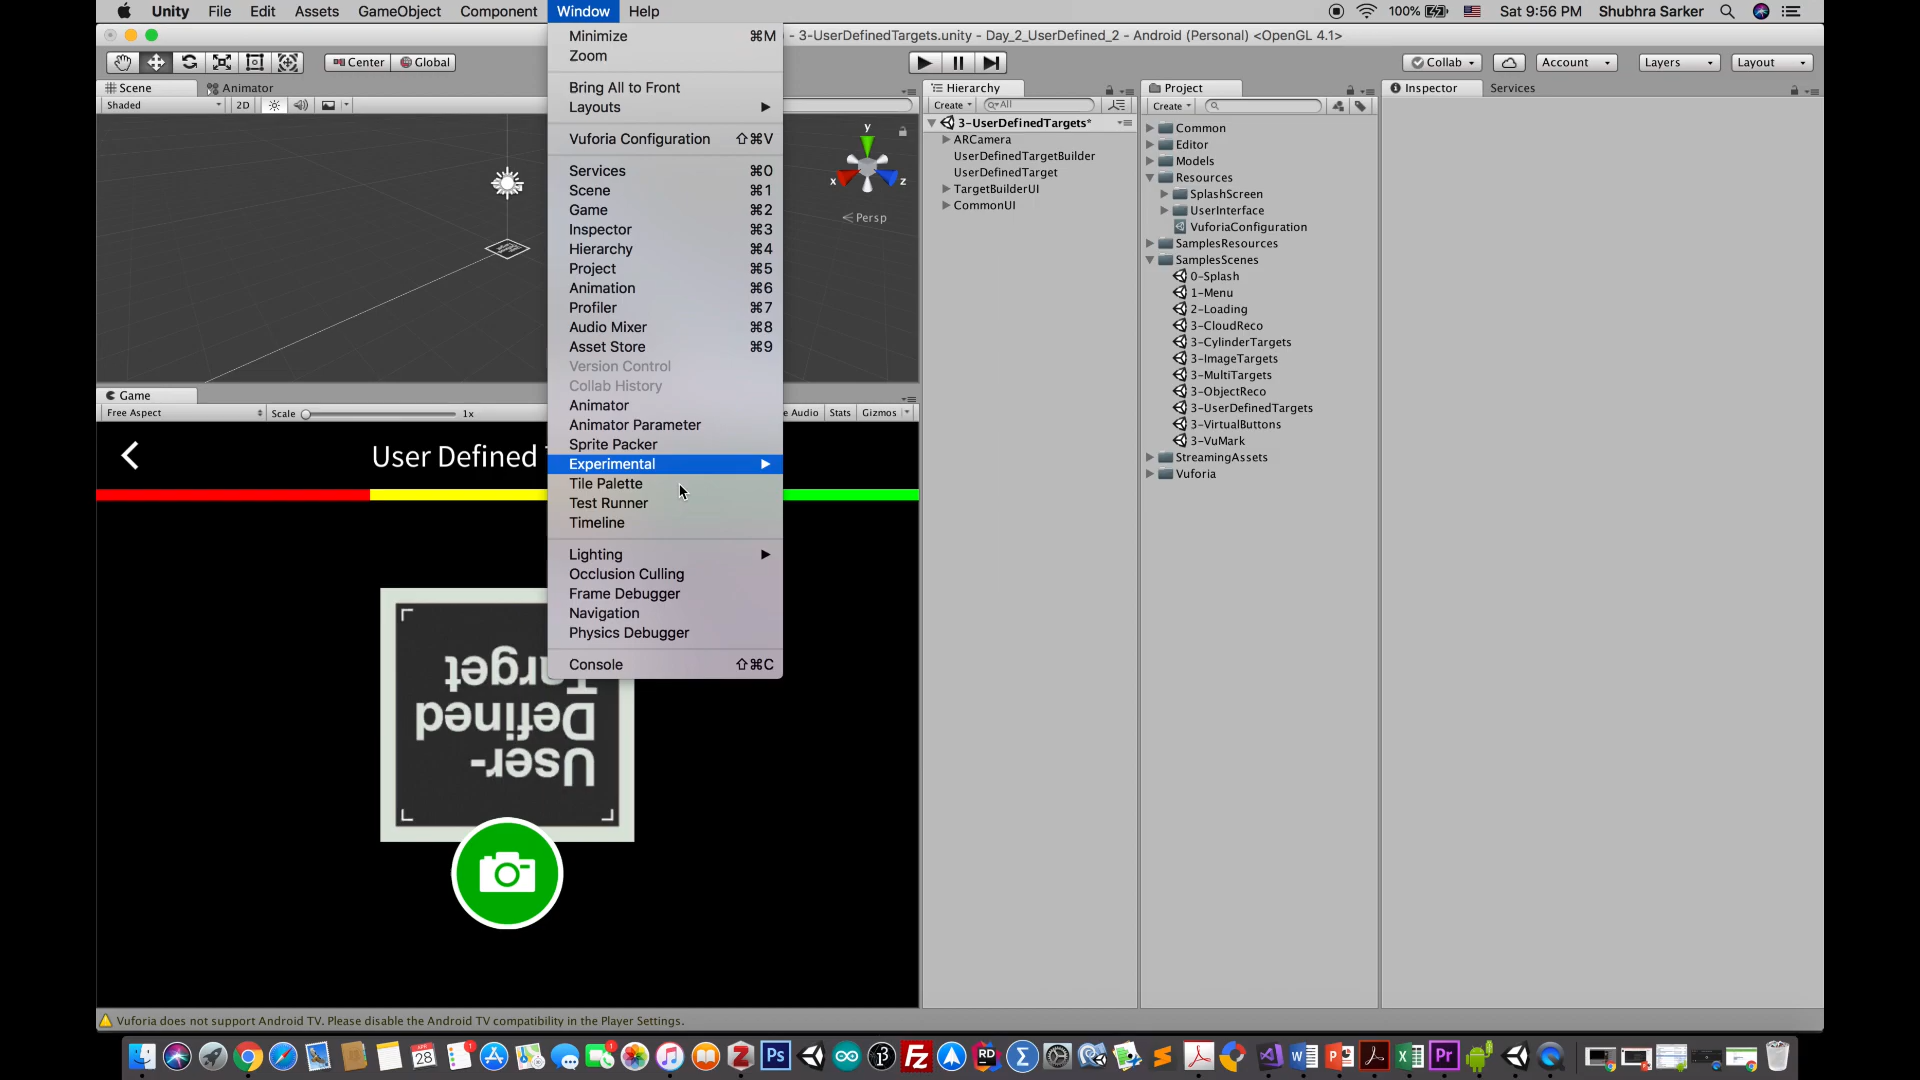 Unity File Edit Assets GameObject Component Window Help 100% Sat 9:56 PM Shubhra Sarker
- 3-UserDefinedTargets.unity - Day_2_UserDefined_2 - Android (Personal) <OpenGL 4.1>
Center Global Collab Account Layers Layout
Scene Animator
Shaded 2D
y
x
z
Persp
Minimize ⌘M
Zoom
Bring All to Front
Layouts
Vuforia Configuration ⇧⌘V
Services ⌘0
Scene ⌘1
Game ⌘2
Inspector ⌘3
Hierarchy ⌘4
Project ⌘5
Animation ⌘6
Profiler ⌘7
Audio Mixer ⌘8
Asset Store ⌘9
Version Control
Collab History
Animator
Animator Parameter
Sprite Packer
Experimental
Tile Palette
Test Runner
Timeline
Lighting
Occlusion Culling
Frame Debugger
Navigation
Physics Debugger
Console ⇧⌘C
Game
Free Aspect Scale 1x e Audio Stats Gizmos
User Defined
User-
Defined
Target
Hierarchy
Create All
3-UserDefinedTargets*
ARCamera
UserDefinedTargetBuilder
UserDefinedTarget
TargetBuilderUI
CommonUI
Project
Create
Common
Editor
Models
Resources
SplashScreen
UserInterface
VuforiaConfiguration
SamplesResources
SamplesScenes
0-Splash
1-Menu
2-Loading
3-CloudReco
3-CylinderTargets
3-ImageTargets
3-MultiTargets
3-ObjectReco
3-UserDefinedTargets
3-VirtualButtons
3-VuMark
StreamingAssets
Vuforia
Inspector Services
Vuforia does not support Android TV. Please disable the Android TV compatibility in the Player Settings.
28
1
1
Z
Ps
Fz
RD
Σ
W
P
X
Pr